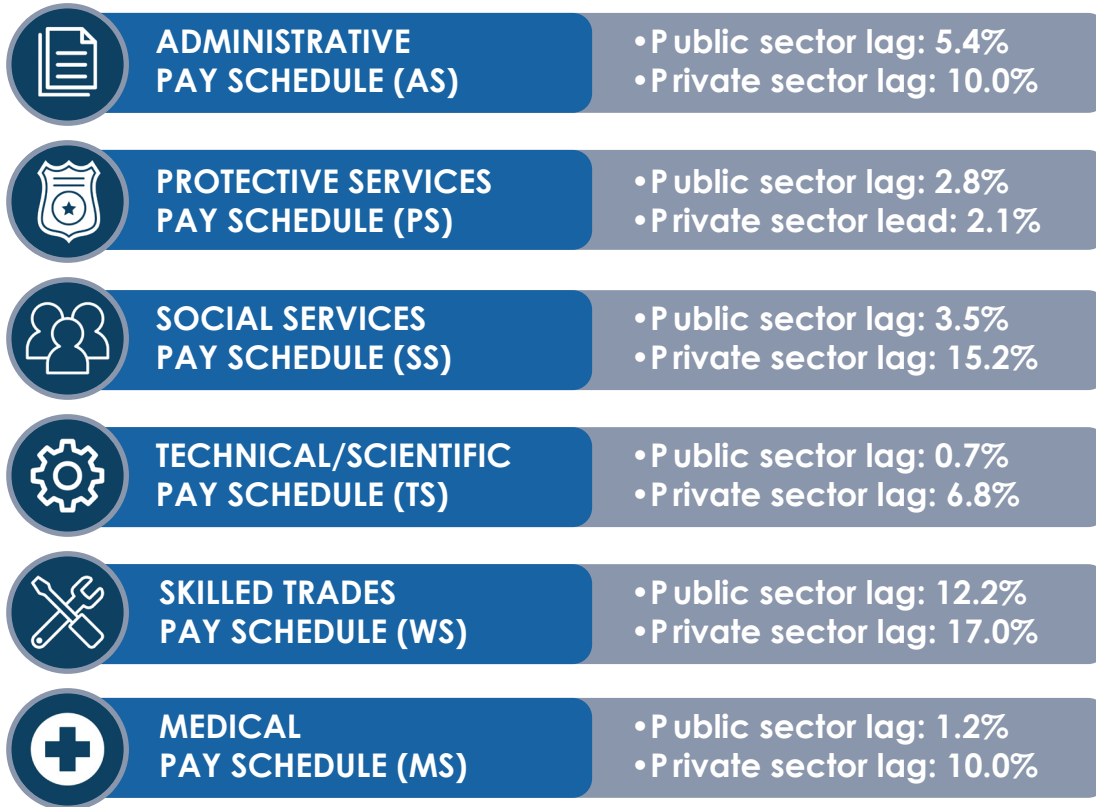 ADMINISTRATIVE
PAY SCHEDULE (AS)
•Public sector lag: 5.4%
•Private sector lag: 10.0%
PROTECTIVE SERVICES
PAY SCHEDULE (PS)
•Public sector lag: 2.8%
•Private sector lead: 2.1%
SOCIAL SERVICES
PAY SCHEDULE (SS)
•Public sector lag: 3.5%
•Private sector lag: 15.2%
TECHNICAL/SCIENTIFIC
PAY SCHEDULE (TS)
•Public sector lag: 0.7%
•Private sector lag: 6.8%
SKILLED TRADES
PAY SCHEDULE (WS)
•Public sector lag: 12.2%
•Private sector lag: 17.0%
MEDICAL
PAY SCHEDULE (MS)
•Public sector lag: 1.2%
•Private sector lag: 10.0%